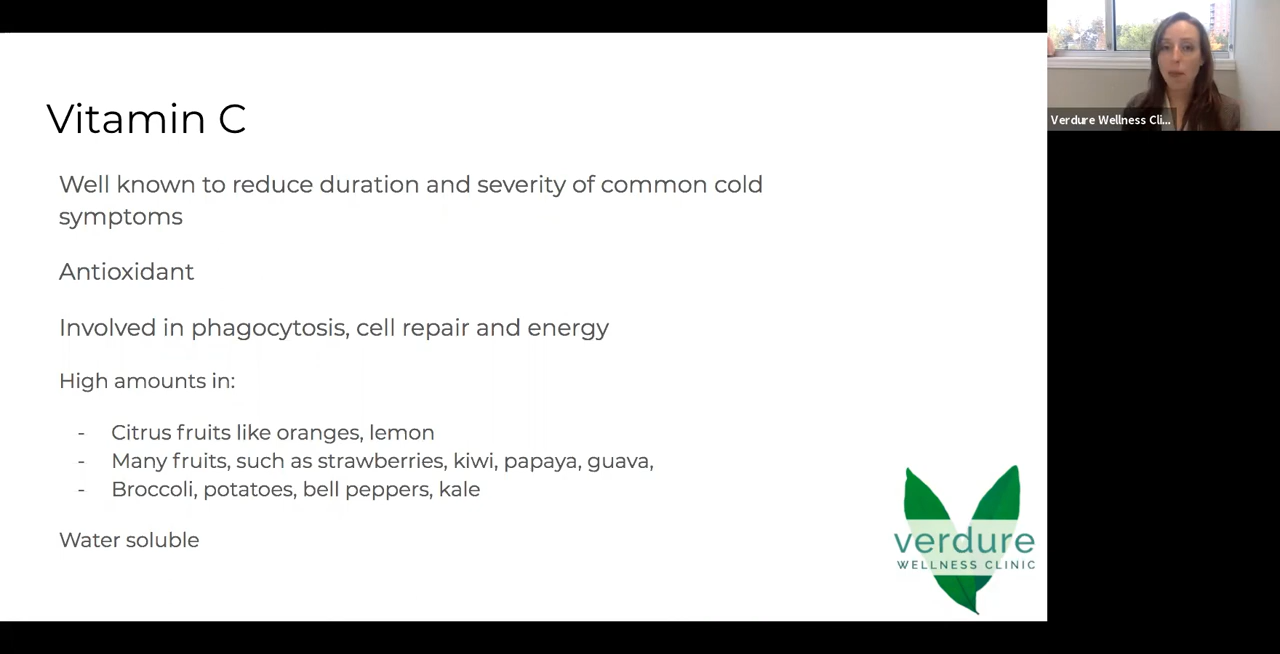 Vitamin C
Well known to reduce duration and severity of common cold
symptoms
Antioxidant
Involved in phagocytosis, cell repair and energy
High amounts in:
- Citrus fruits like oranges, lemon
- Many fruits, such as strawberries, kiwi, papaya, guava,
- Broccoli, potatoes, bell peppers, kale
Water soluble
verdure
WELLNESS CLINIC
Verdure Wellness Cli...